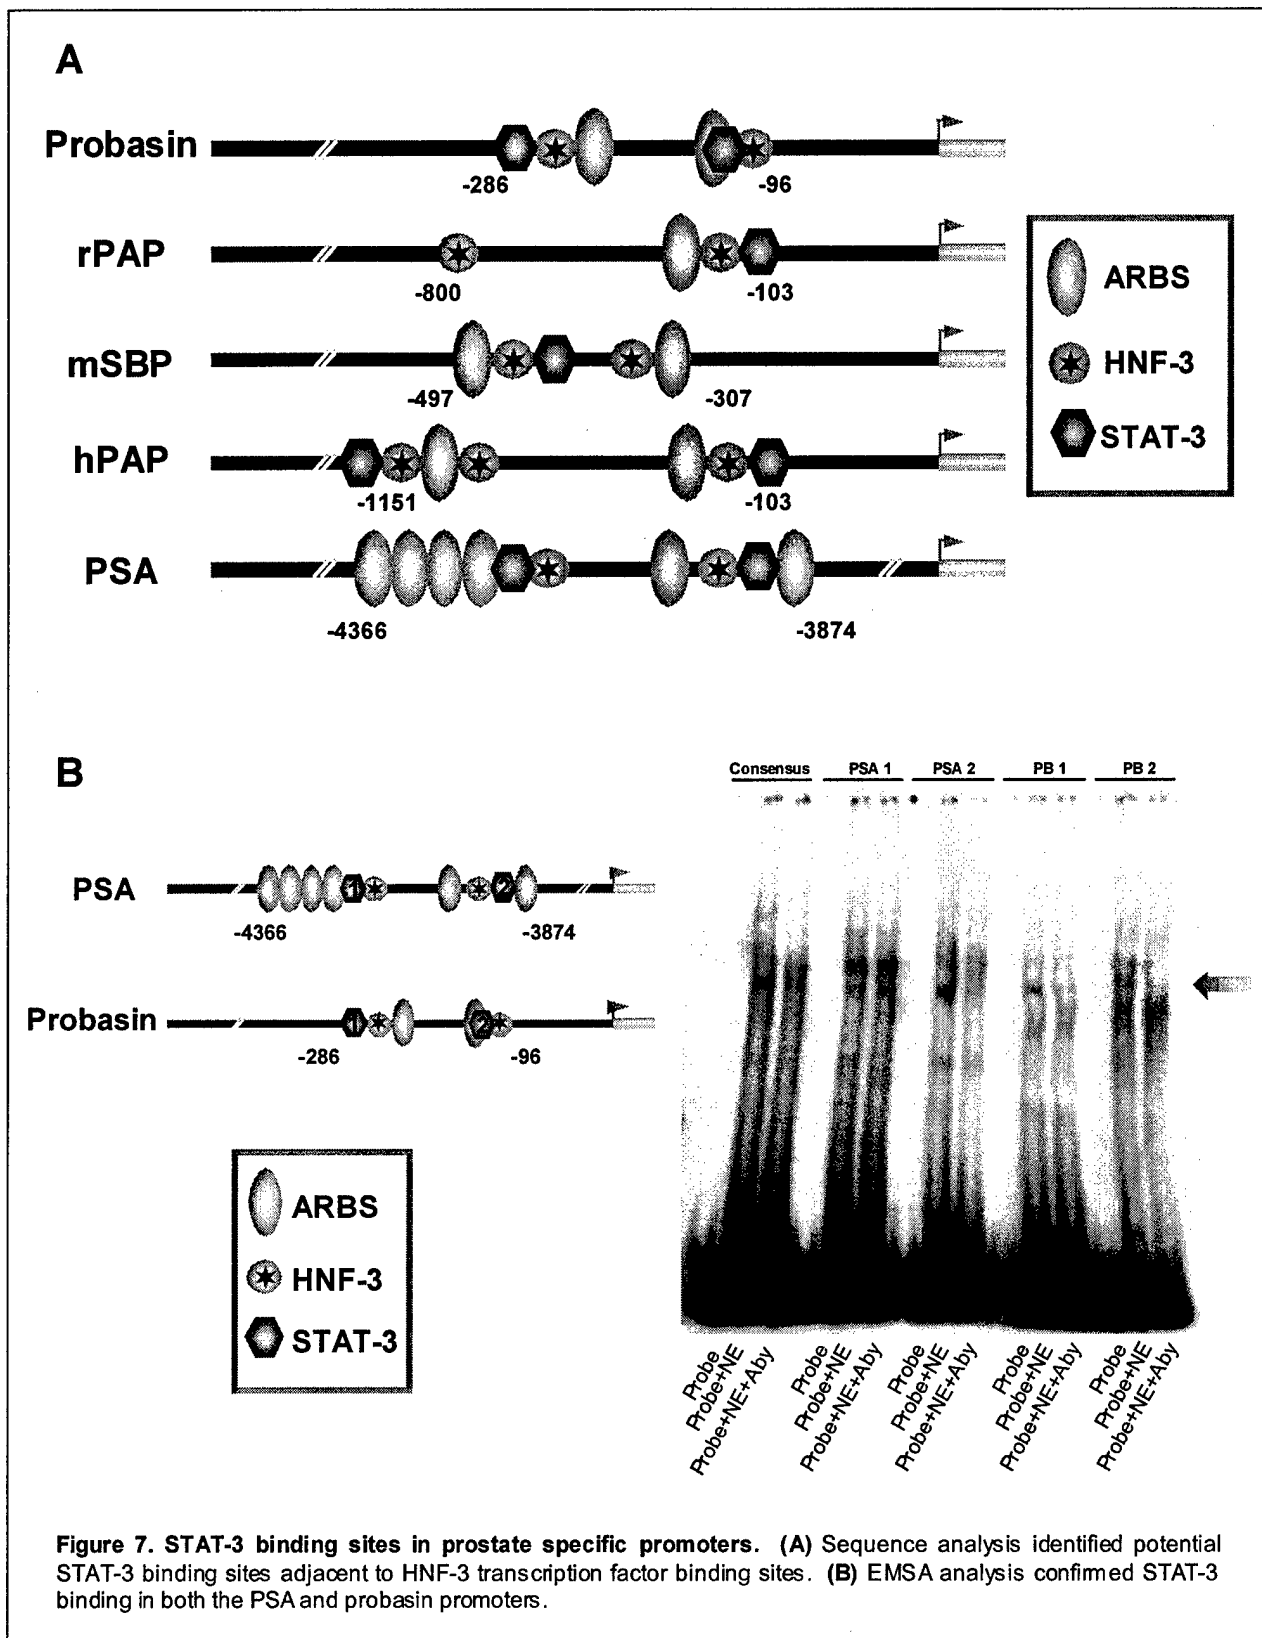 A
Probasin
-286
-96
rPAP
-800
-103
mSBP
-497
-307
hPAP
-1151
-103
PSA
-4366
-3874
ARBS
HNF-3
STAT-3
B
PSA
1
2
-4366
-3874
Probasin
1
2
-286
-96
ARBS
HNF-3
STAT-3
Consensus PSA 1 PSA 2 PB 1 PB 2
Probe
Probe+NE
Probe+NE+Aby
Probe
Probe+NE
Probe+NE+Aby
Probe
Probe+NE
Probe+NE+Aby
Probe
Probe+NE
Probe+NE+Aby
Probe
Probe+NE
Probe+NE+Aby
Figure 7. STAT-3 binding sites in prostate specific promoters. (A) Sequence analysis identified potential
STAT-3 binding sites adjacent to HNF-3 transcription factor binding sites. (B) EMSA analysis confirmed STAT-3
binding in both the PSA and probasin promoters.